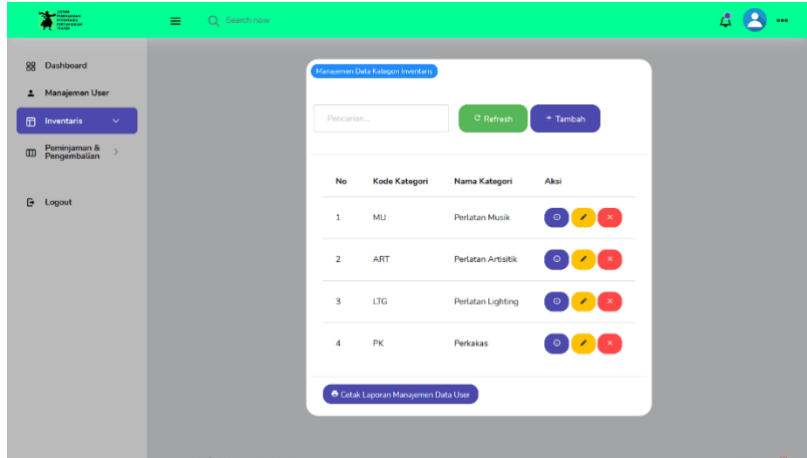 Search now
Dashboard
Manajemen User
Inventaris
Peminjaman &
Pengembalian
Logout
Manajemen Data Kategori Inventaris
Pencarian...
Refresh
+ Tambah
No Kode Kategori Nama Kategori Aksi
1 MU Perlatan Musik
2 ART Perlatan Artisitik
3 LTG Perlatan Lighting
4 PK Perkakas
Cetak Laporan Manajemen Data User